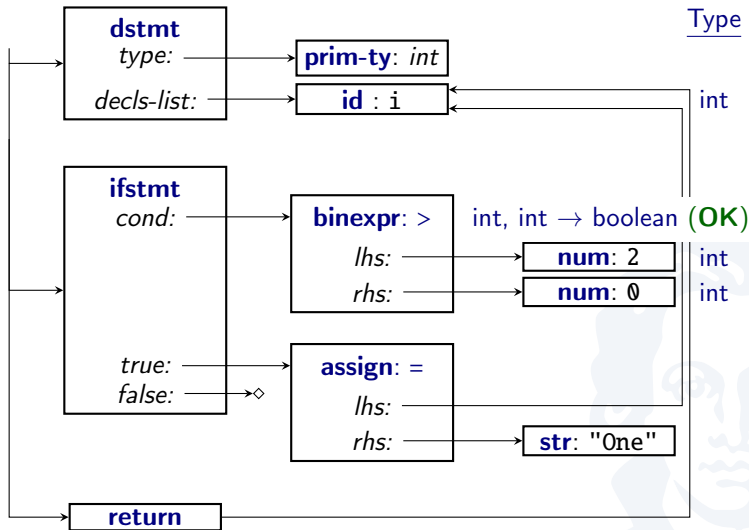 Type
dstmt
type:
prim-ty: int
decls-list:
id : i
int
ifstmt
cond:
binexpr: >
int, int → boolean (OK)
lhs:
num: 2
int
rhs:
num: 0
int
true:
assign: =
false:
lhs:
rhs:
str: "One"
return